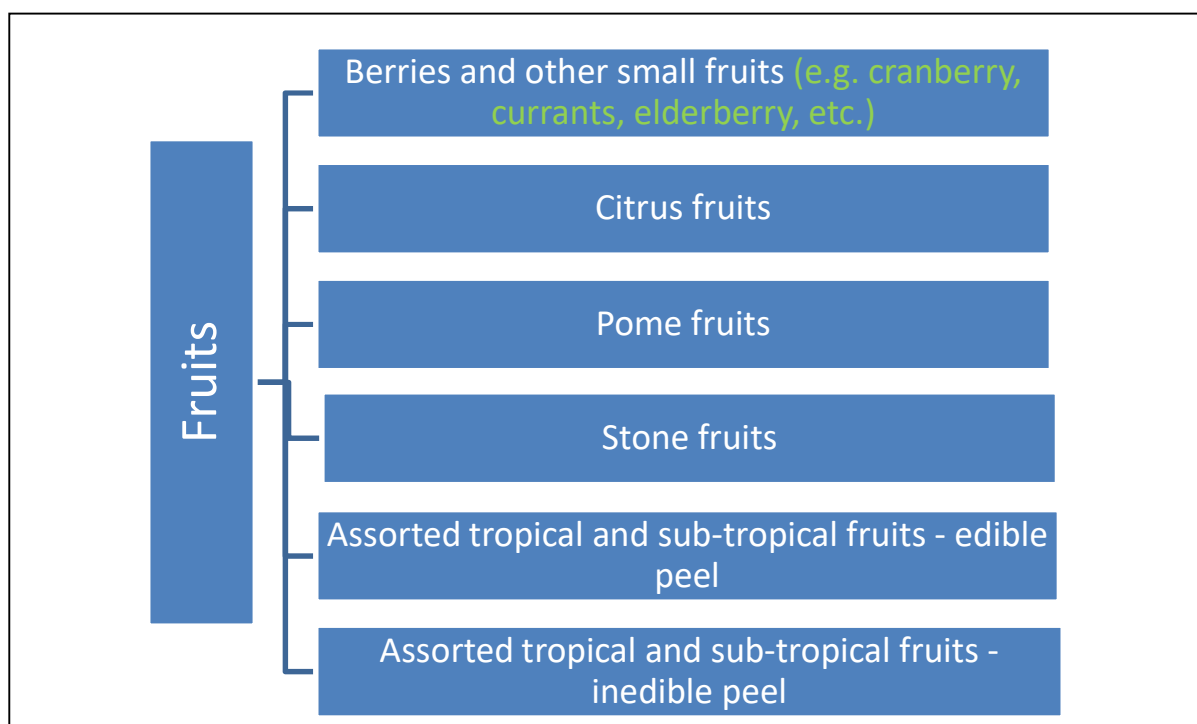 Fruits
Berries and other small fruits (e.g. cranberry,
currants, elderberry, etc.)
Citrus fruits
Pome fruits
Stone fruits
Assorted tropical and sub-tropical fruits - edible
peel
Assorted tropical and sub-tropical fruits -
inedible peel